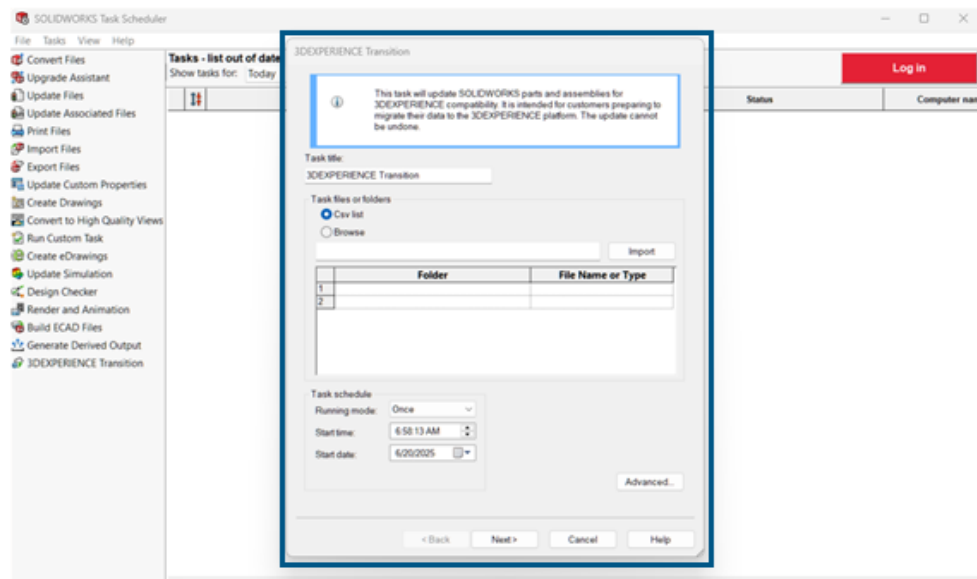 SOLIDWORKS Task Scheduler
File Tasks View Help
Convert Files
Upgrade Assistant
Update Files
Update Associated Files
Print Files
Import Files
Export Files
Update Custom Properties
Create Drawings
Convert to High Quality Views
Run Custom Task
Create eDrawings
Update Simulation
Design Checker
Render and Animation
Build ECAD Files
Generate Derived Output
3DEXPERIENCE Transition
Tasks - list out of date
Show tasks for: Today
Log in
Status
Computer nam
3DEXPERIENCE Transition
This task will update SOLIDWORKS parts and assemblies for
3DEXPERIENCE compatibility. It is intended for customers preparing to
migrate their data to the 3DEXPERIENCE platform. The update cannot
be undone.
Task title:
3DEXPERIENCE Transition
Task files or folders
Csv list
Browse
Import
Folder File Name or Type
1
2
Task schedule
Running mode: Once
Start time: 6:58:13 AM
Start date: 6/20/2025
Advanced...
< Back Next > Cancel Help